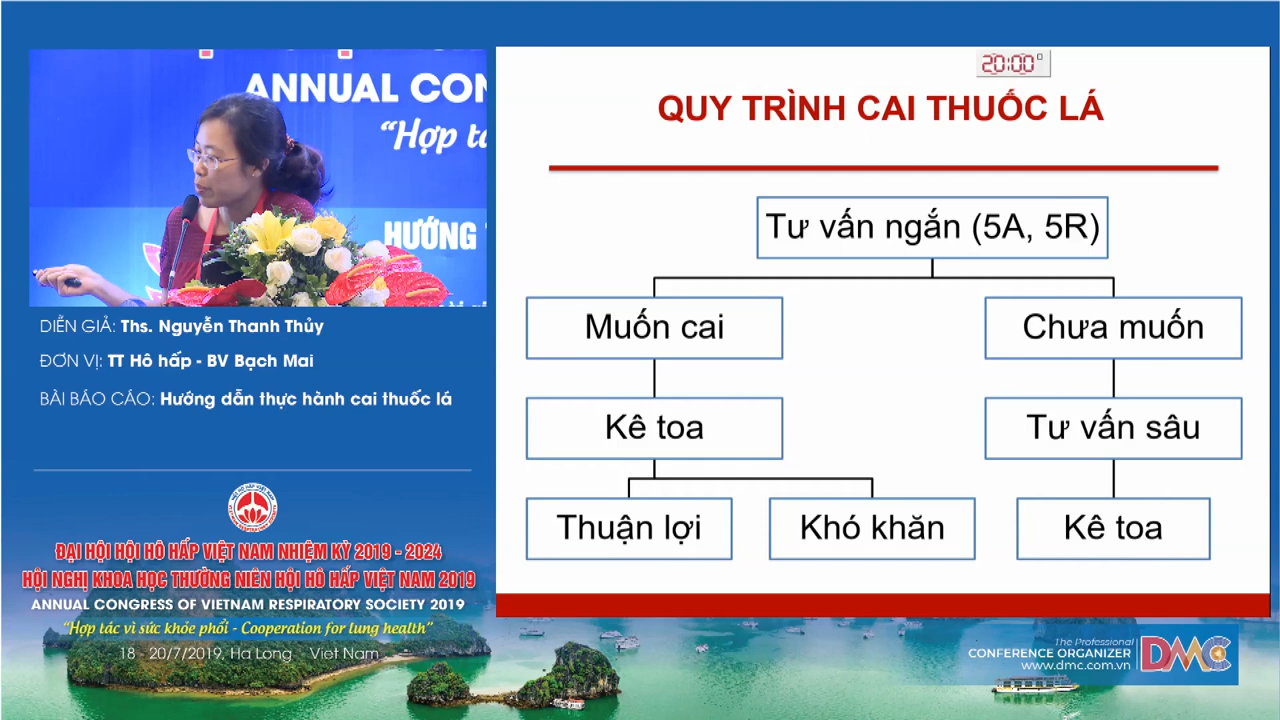 ANNUAL CON
“Hợp tá
HƯỚNG
DIỄN GIẢ: Ths. Nguyễn Thanh Thủy
ĐƠN VỊ: TT Hô hấp - BV Bạch Mai
BÀI BÁO CÁO: Hướng dẫn thực hành cai thuốc lá
ĐẠI HỘI HỘI HÔ HẤP VIỆT NAM NHIỆM KỲ 2019 - 2024
HỘI NGHỊ KHOA HỌC THƯỜNG NIÊN HỘI HÔ HẤP VIỆT NAM 2019
ANNUAL CONGRESS OF VIETNAM RESPIRATORY SOCIETY 2019
“Hợp tác vì sức khỏe phổi - Cooperation for lung health”
18 - 20/7/2019, Ha Long Viet Nam
20:00
QUY TRÌNH CAI THUỐC LÁ
Tư vấn ngắn (5A, 5R)
Muốn cai
Chưa muốn
Kê toa
Tư vấn sâu
Thuận lợi
Khó khăn
Kê toa
The Professional
CONFERENCE ORGANIZER
www.dmc.com.vn
DMC